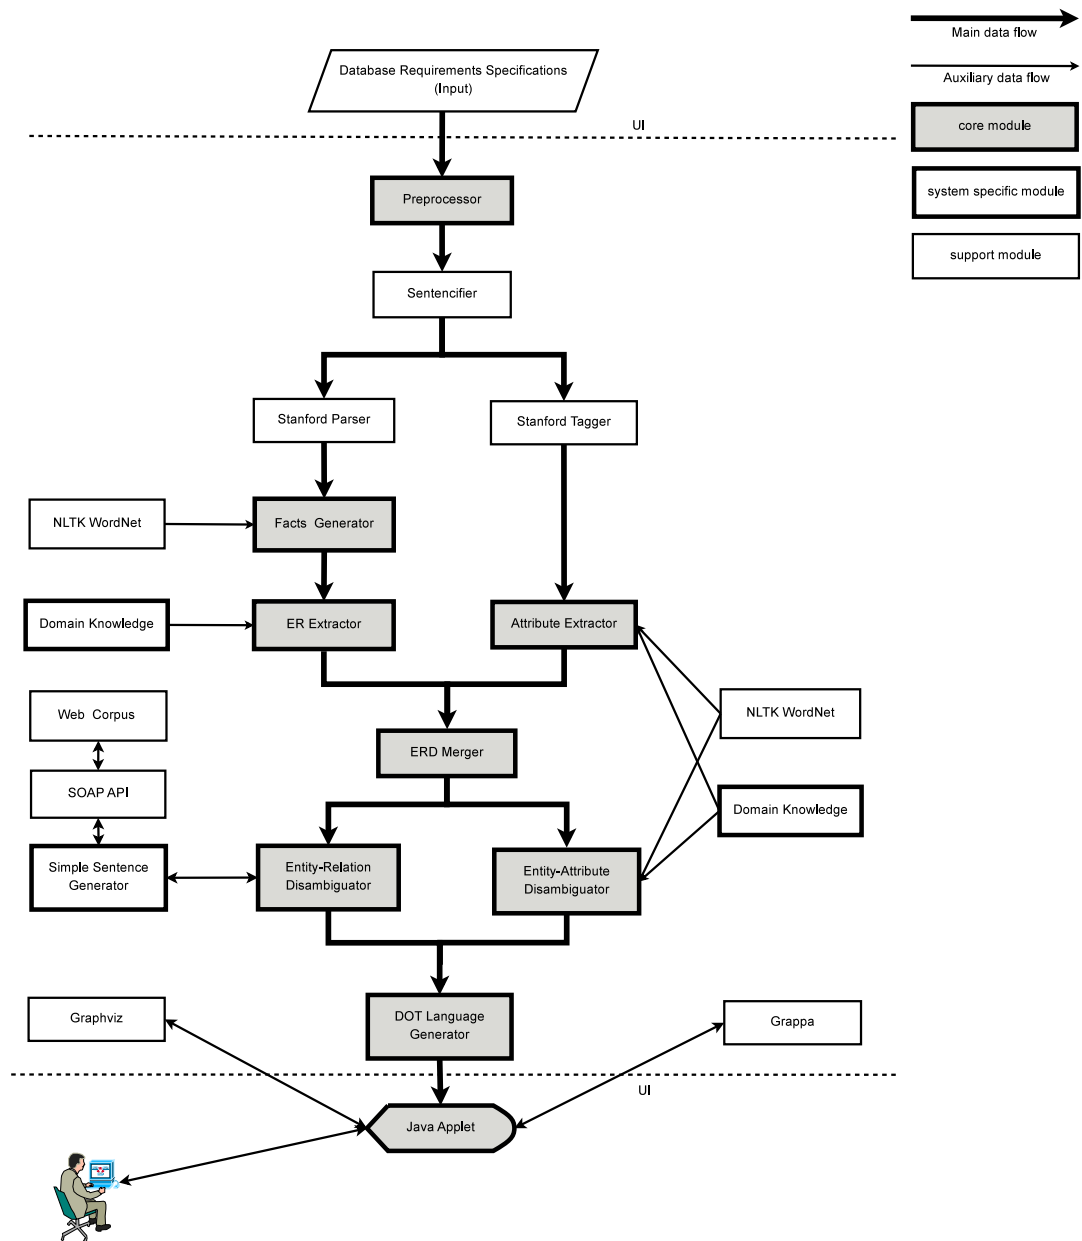 Main data flow
Database Requirements Specifications
(Input)
Auxiliary data flow
UI
core module
Preprocessor
system specific module
support module
Sentencifier
Stanford Parser
Stanford Tagger
NLTK WordNet
Facts Generator
Domain Knowledge
ER Extractor
Attribute Extractor
Web Corpus
NLTK WordNet
ERD Merger
SOAP API
Domain Knowledge
Simple Sentence
Generator
Entity-Relation
Disambiguator
Entity-Attribute
Disambiguator
Graphviz
DOT Language
Generator
Grappa
UI
Java Applet